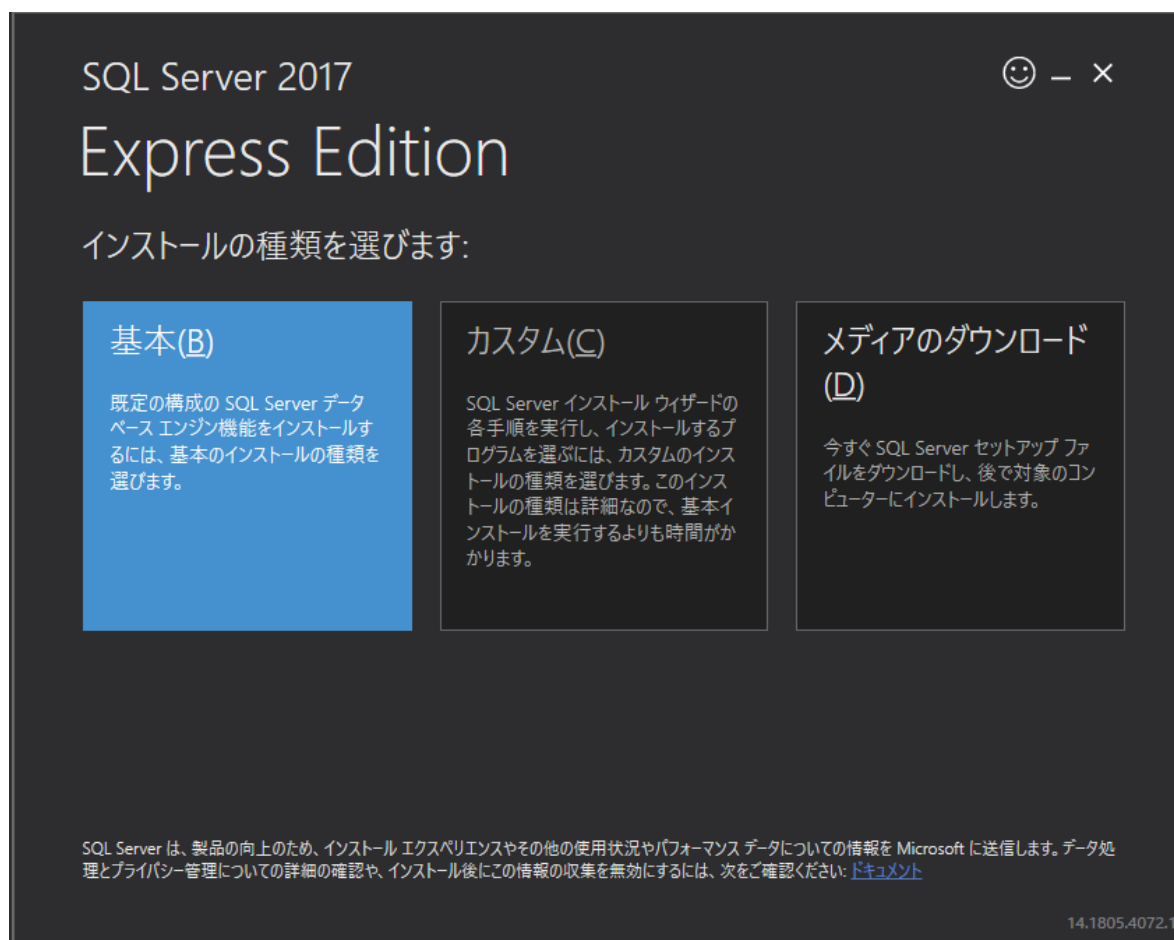 SQL Server 2017
Express Edition
インストールの種類を選びます:
基本(B)
既定の構成の SQL Server データ
ベース エンジン機能をインストールす
るには、基本のインストールの種類を
選びます。
カスタム(C)
SQL Server インストール ウィザードの
各手順を実行し、インストールするプ
ログラムを選ぶには、カスタムのインス
トールの種類を選びます。このインス
トールの種類は詳細なので、基本イ
ンストールを実行するよりも時間がか
かります。
メディアのダウンロード
(D)
今すぐ SQL Server セットアップ ファ
イルをダウンロードし、後で対象のコン
ピューターにインストールします。
SQL Server は、製品の向上のため、インストール エクスペリエンスやその他の使用状況やパフォーマンス データについての情報を Microsoft に送信します。データ処
理とプライバシー管理についての詳細の確認や、インストール後にこの情報の収集を無効にするには、次をご確認ください: ドキュメント
14.1805.4072.1